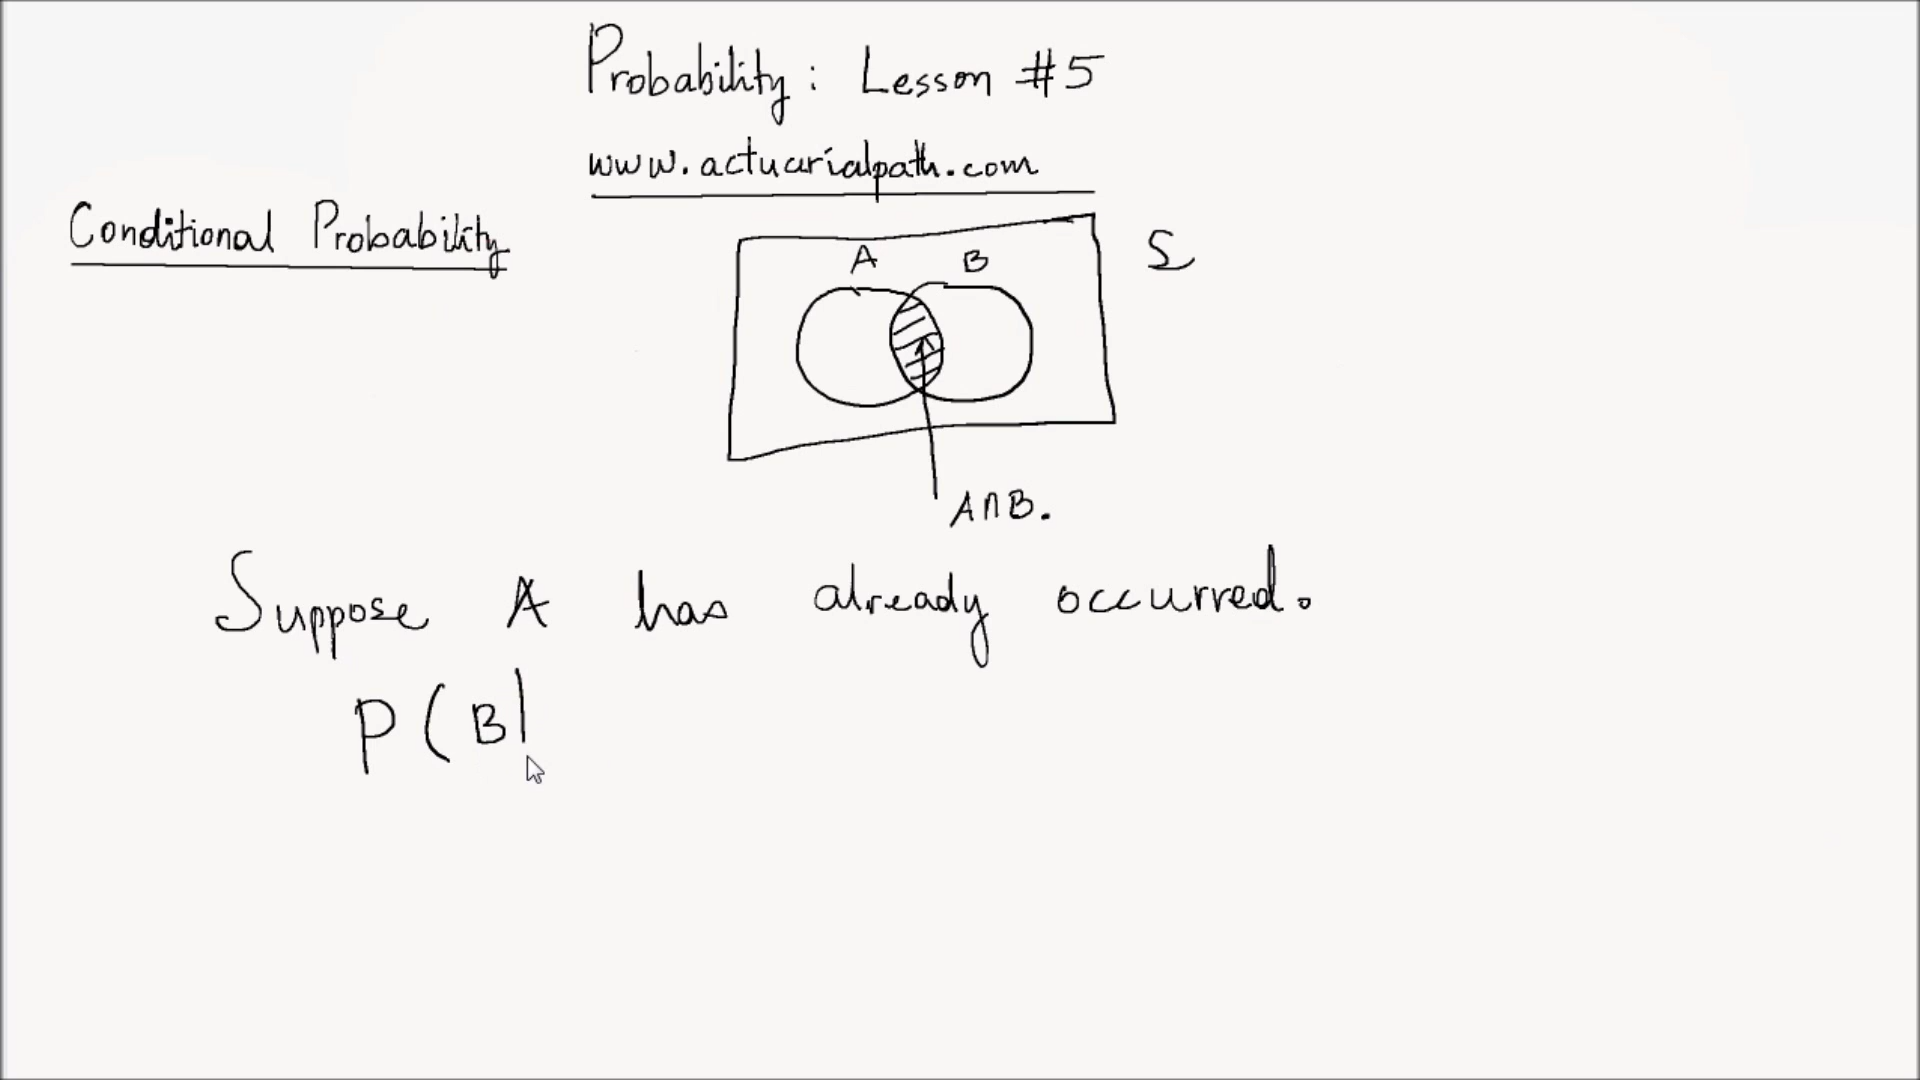 Probability: Lesson #5
www.actuarialpath.com
Conditional Probability
A B S
A∩B.
Suppose A has already occurred.
P(B|